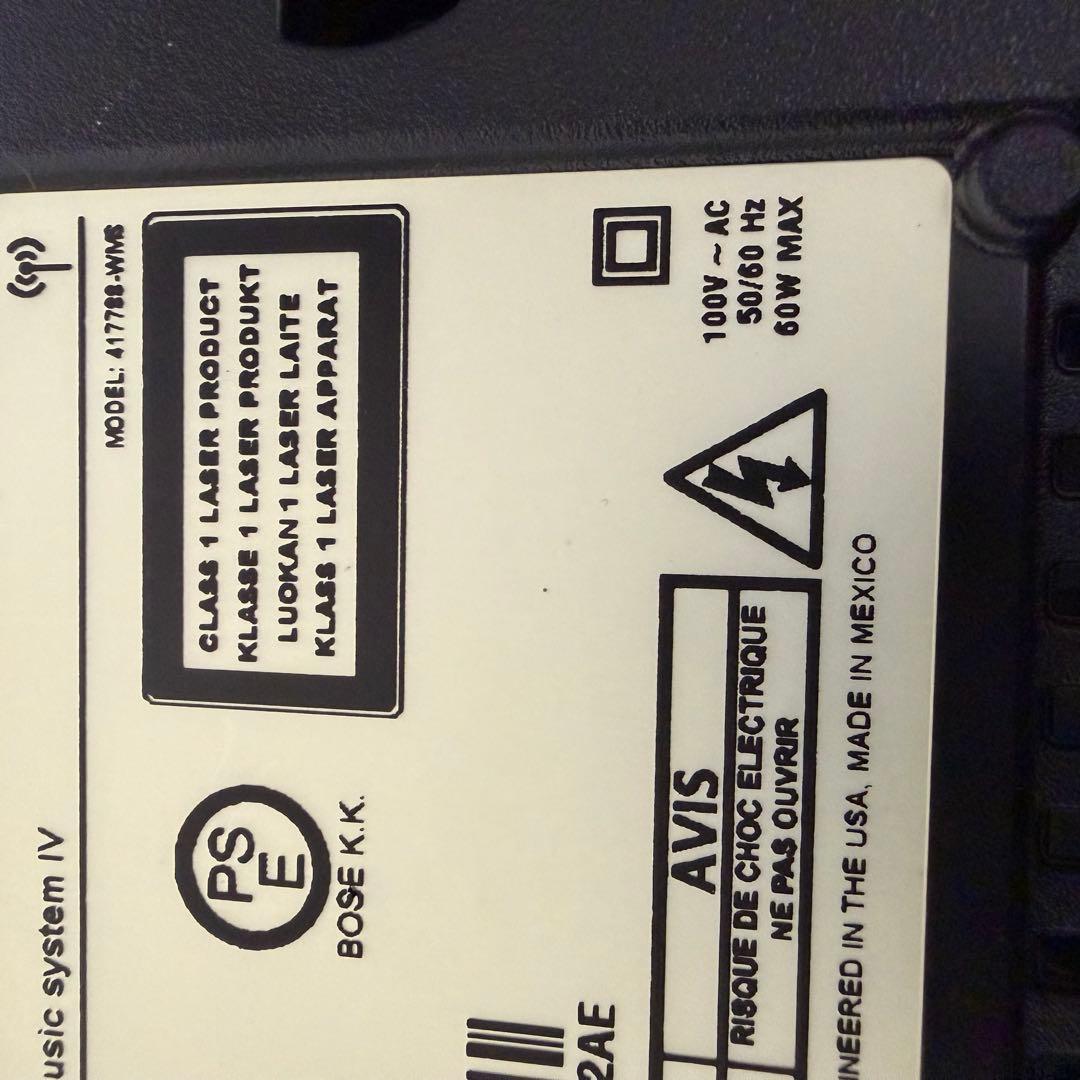 usic system IV
MODEL: 417788-WMS
CLASS 1 LASER PRODUCT
KLASSE 1 LASER PRODUKT
LUOKAN 1 LASER LAITE
KLASS 1 LASER APPARAT
PS
E
BOSE K.K.
100V ~ AC
50/60 Hz
60W MAX
2AE
AVIS
RISQUE DE CHOC ELECTRIQUE
NE PAS OUVRIR
INEERED IN THE USA, MADE IN MEXICO